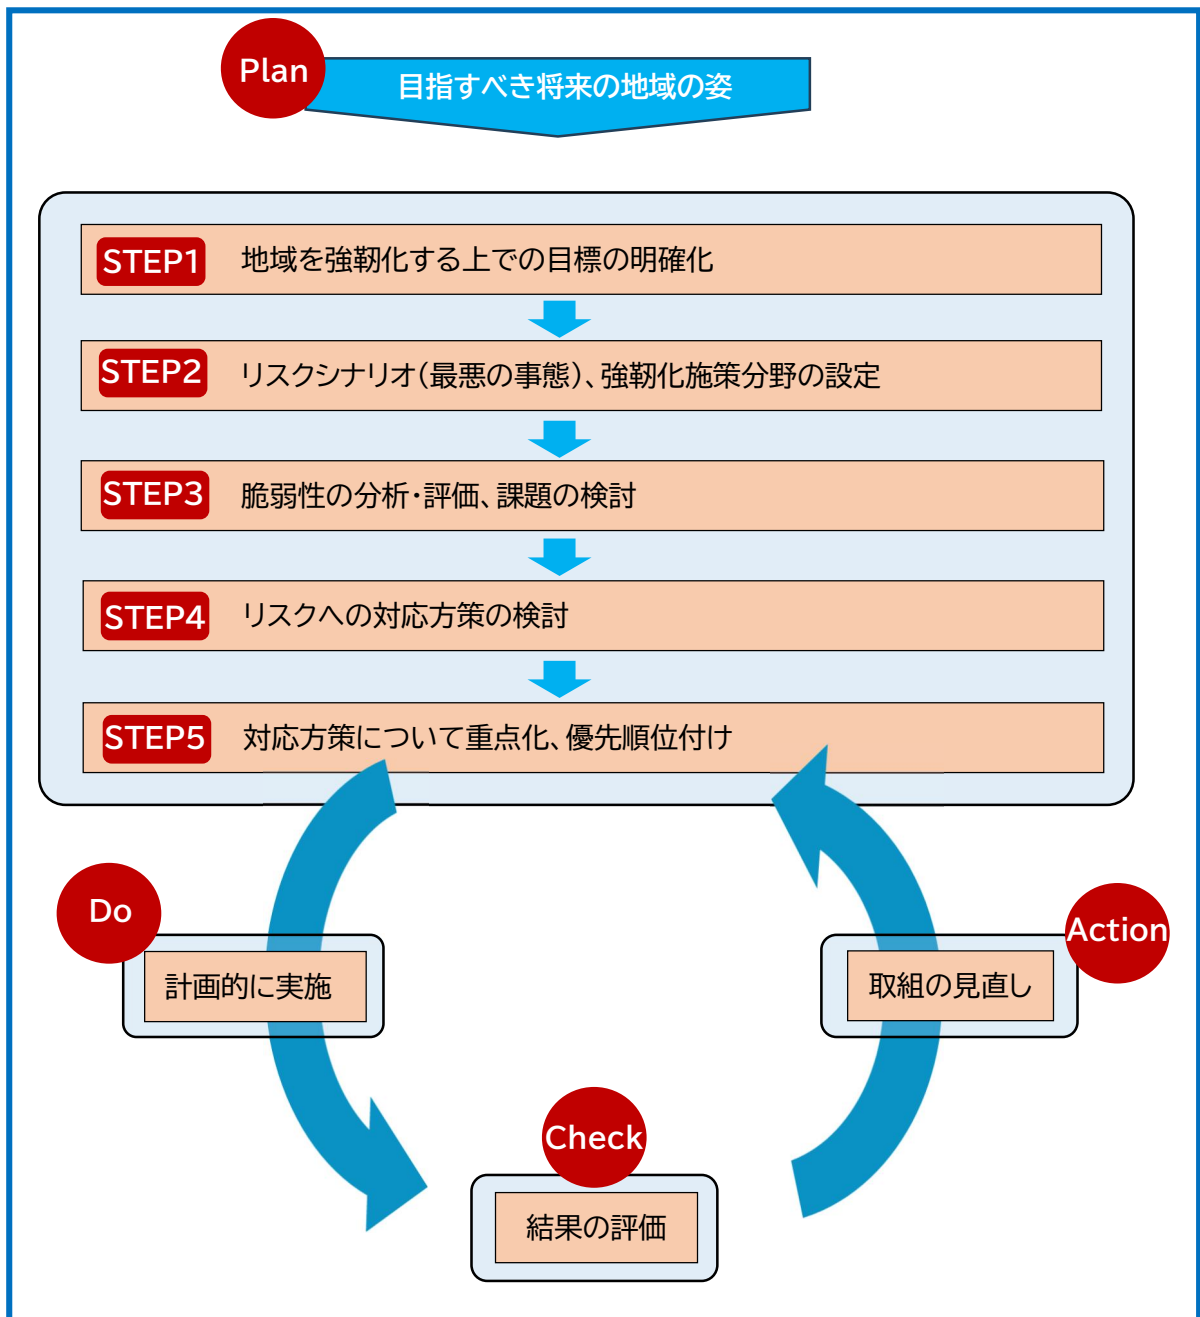 Plan
目指すべき将来の地域の姿
STEP1 地域を強靭化する上での目標の明確化
STEP2 リスクシナリオ(最悪の事態)、強靭化施策分野の設定
STEP3 脆弱性の分析・評価、課題の検討
STEP4 リスクへの対応方策の検討
STEP5 対応方策について重点化、優先順位付け
Do
計画的に実施
Action
取組の見直し
Check
結果の評価